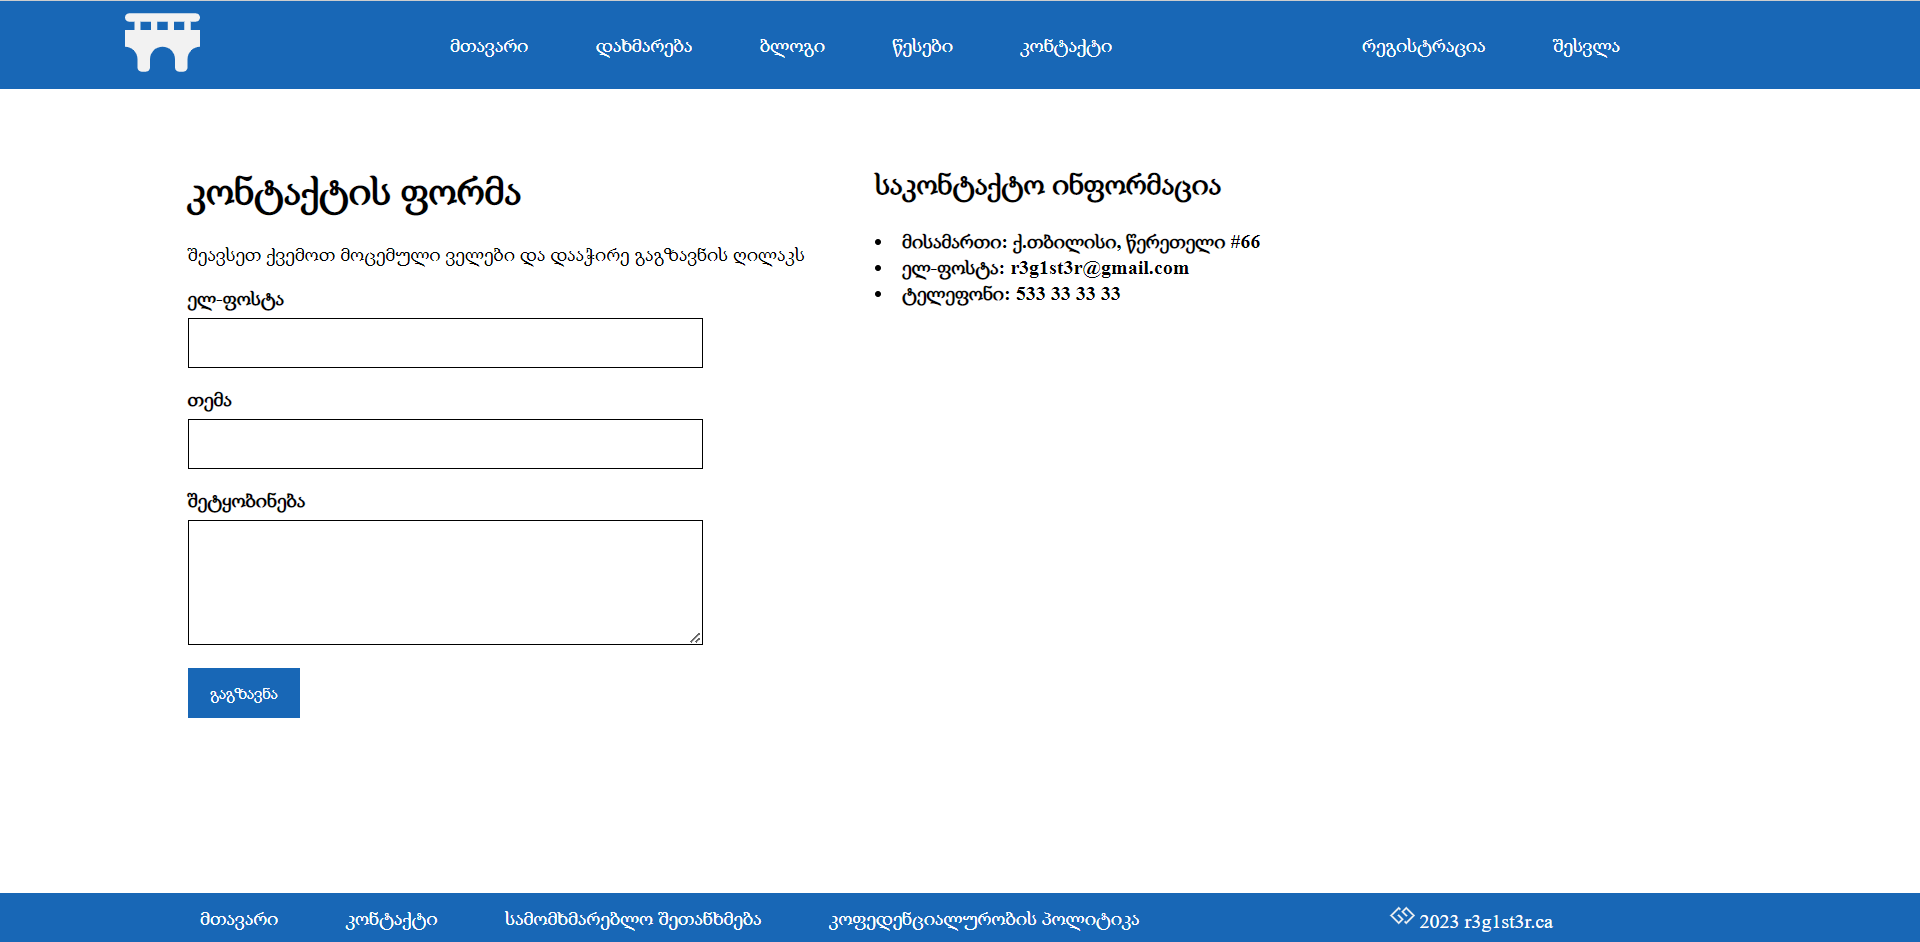 მთავარი დახმარება ბლოგი წესები კონტაქტი რეგისტრაცია შესვლა
კონტაქტის ფორმა
შეავსეთ ქვემოთ მოცემული ველები და დააჭირე გაგზავნის ღილაკს
ელ-ფოსტა
თემა
შეტყობინება
გაგზავნა
საკონტაქტო ინფორმაცია
• მისამართი: ქ.თბილისი, წერეთელი #66
• ელ-ფოსტა: r3g1st3r@gmail.com
• ტელეფონი: 533 33 33 33
მთავარი კონტაქტი სამომხმარებლო შეთანხმება კოფედენციალურობის პოლიტიკა 2023 r3g1st3r.ca